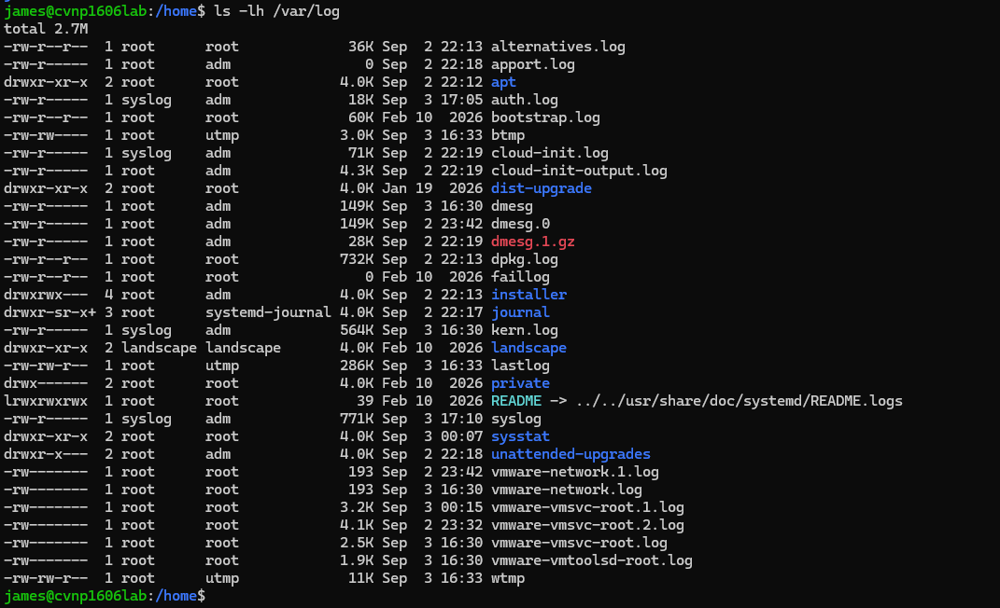 james@cvnp1606lab:/home$ ls -lh /var/log
total 2.7M
-rw-r--r--  1 root      root             36K Sep  2 22:13 alternatives.log
-rw-r-----  1 root      adm                0 Sep  2 22:18 apport.log
drwxr-xr-x  2 root      root            4.0K Sep  2 22:12 apt
-rw-r-----  1 syslog    adm              18K Sep  3 17:05 auth.log
-rw-r--r--  1 root      root             60K Feb 10  2026 bootstrap.log
-rw-rw----  1 root      utmp            3.0K Sep  3 16:33 btmp
-rw-r-----  1 syslog    adm              71K Sep  2 22:19 cloud-init.log
-rw-r-----  1 root      adm             4.3K Sep  2 22:19 cloud-init-output.log
drwxr-xr-x  2 root      root            4.0K Jan 19  2026 dist-upgrade
-rw-r-----  1 root      adm             149K Sep  3 16:30 dmesg
-rw-r-----  1 root      adm             149K Sep  2 23:42 dmesg.0
-rw-r-----  1 root      adm              28K Sep  2 22:19 dmesg.1.gz
-rw-r--r--  1 root      root            732K Sep  2 22:13 dpkg.log
-rw-r--r--  1 root      root               0 Feb 10  2026 faillog
drwxrwx---  4 root      adm             4.0K Sep  2 22:13 installer
drwxr-sr-x+ 3 root      systemd-journal 4.0K Sep  2 22:17 journal
-rw-r-----  1 syslog    adm             564K Sep  3 16:30 kern.log
drwxr-xr-x  2 landscape landscape       4.0K Feb 10  2026 landscape
-rw-rw-r--  1 root      utmp            286K Sep  3 16:33 lastlog
drwx------  2 root      root            4.0K Feb 10  2026 private
lrwxrwxrwx  1 root      root              39 Feb 10  2026 README -> ../../usr/share/doc/systemd/README.logs
-rw-r-----  1 syslog    adm             771K Sep  3 17:10 syslog
drwxr-xr-x  2 root      root            4.0K Sep  3 00:07 sysstat
drwxr-x---  2 root      adm             4.0K Sep  2 22:18 unattended-upgrades
-rw-------  1 root      root             193 Sep  2 23:42 vmware-network.1.log
-rw-------  1 root      root             193 Sep  3 16:30 vmware-network.log
-rw-------  1 root      root            3.2K Sep  3 00:15 vmware-vmsvc-root.1.log
-rw-------  1 root      root            4.1K Sep  2 23:32 vmware-vmsvc-root.2.log
-rw-------  1 root      root            2.5K Sep  3 16:30 vmware-vmsvc-root.log
-rw-------  1 root      root            1.9K Sep  3 16:30 vmware-vmtoolsd-root.log
-rw-rw-r--  1 root      utmp             11K Sep  3 16:33 wtmp
james@cvnp1606lab:/home$